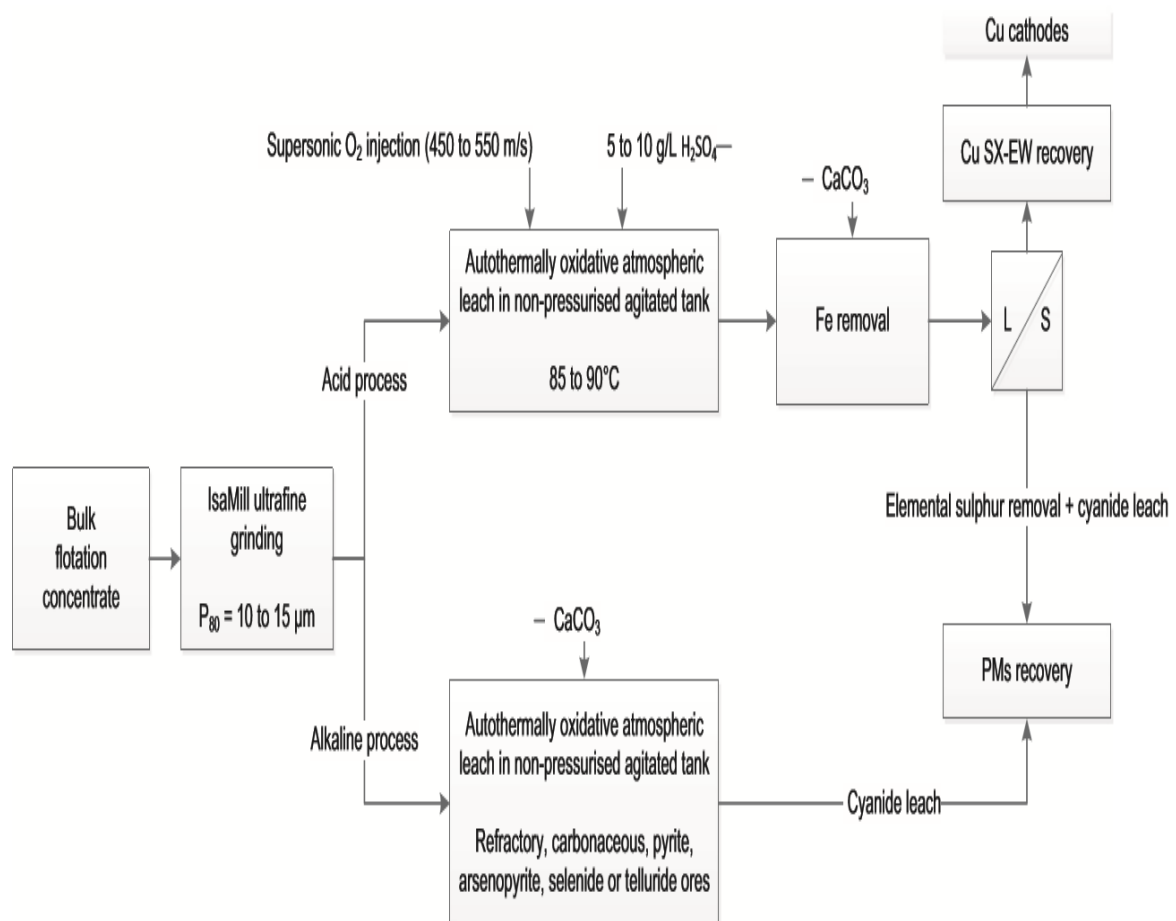 Cu cathodes
Supersonic O₂ injection (450 to 550 m/s)
5 to 10 g/L H₂SO₄—
Cu SX-EW recovery
— CaCO₃
Autothermally oxidative atmospheric
leach in non-pressurised agitated tank
85 to 90°C
Fe removal
L
S
Acid process
Elemental sulphur removal + cyanide leach
Bulk
flotation
concentrate
IsaMill ultrafine
grinding
P₈₀ = 10 to 15 µm
— CaCO₃
PMs recovery
Alkaline process
Autothermally oxidative atmospheric
leach in non-pressurised agitated tank
Refractory, carbonaceous, pyrite,
arsenopyrite, selenide or telluride ores
Cyanide leach